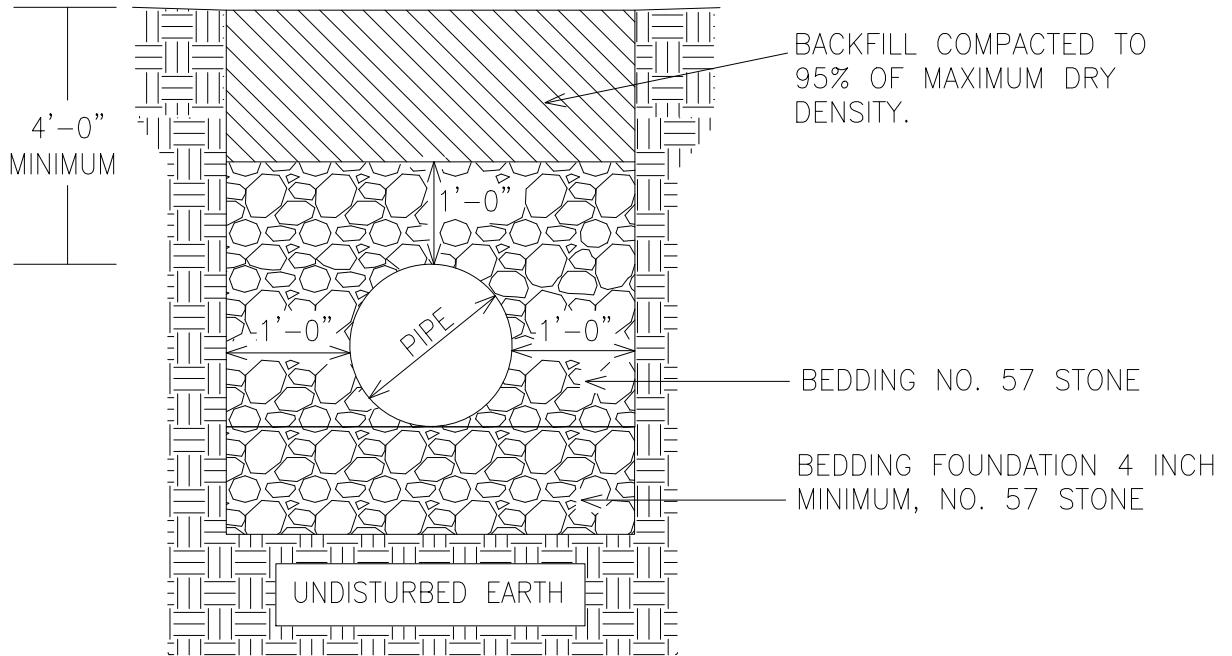 BACKFILL COMPACTED TO
95% OF MAXIMUM DRY
DENSITY.
4'-0"
MINIMUM
1'-0"
1'-0"
PIPE
1'-0"
BEDDING NO. 57 STONE
BEDDING FOUNDATION 4 INCH
MINIMUM, NO. 57 STONE
UNDISTURBED EARTH